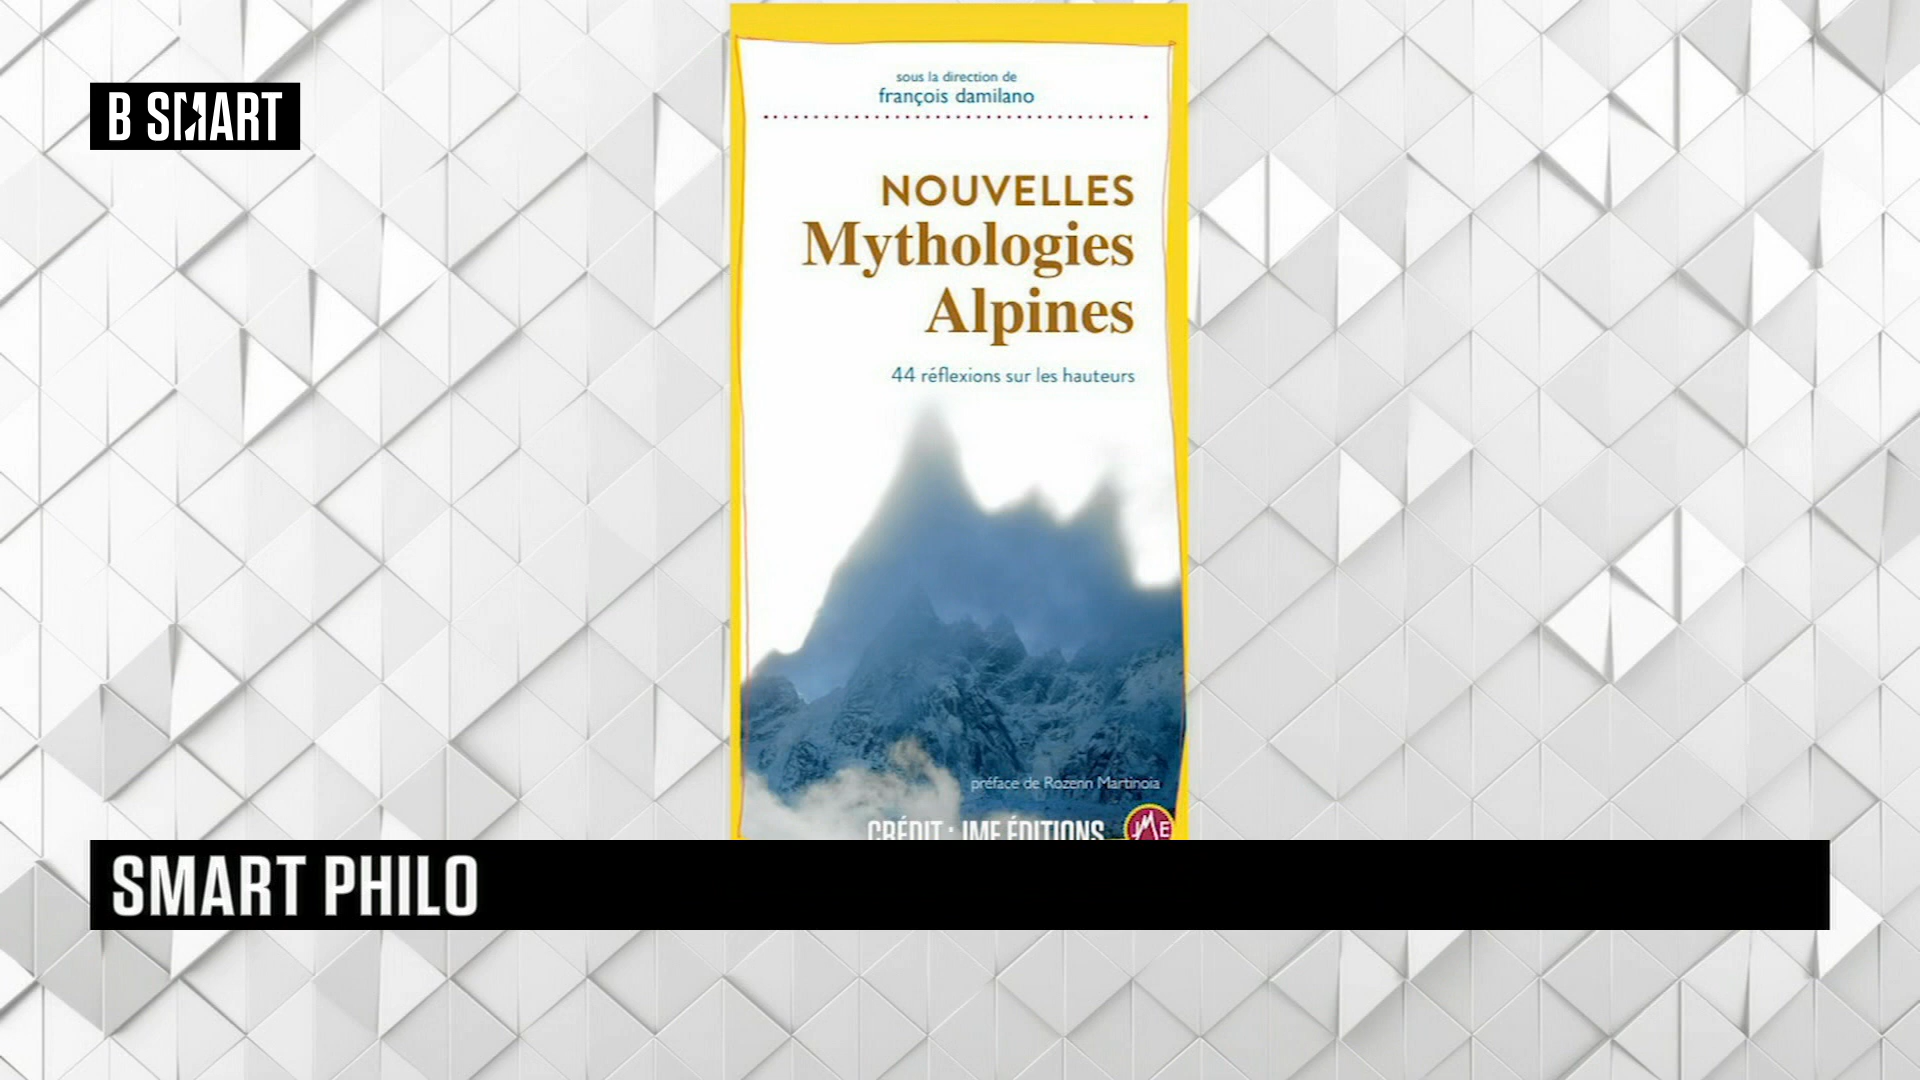 B SMART
sous la direction de
françois damilano
NOUVELLES
Mythologies
Alpines
44 réflexions sur les hauteurs
préface de Rozenn Martinoia
CRÉDIT : JME ÉDITIONS
JME
SMART PHILO